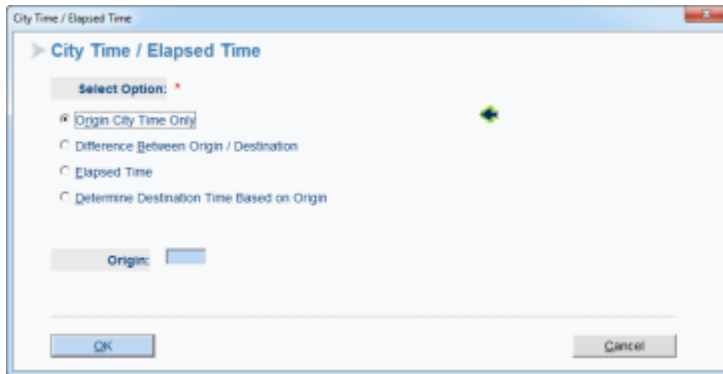 City Time / Elapsed Time
City Time / Elapsed Time
Select Option: *
Origin City Time Only
Difference Between Origin / Destination
Elapsed Time
Determine Destination Time Based on Origin
Origin:
OK
Cancel